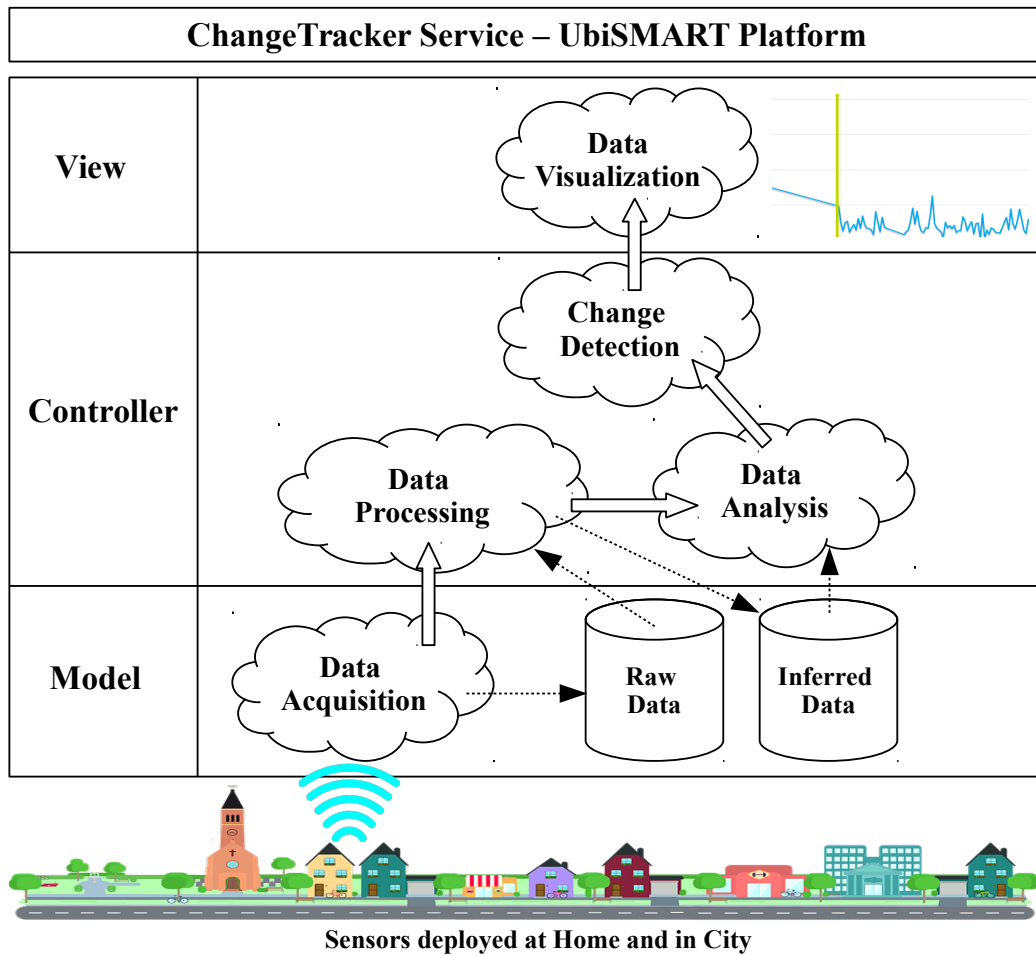 ChangeTracker Service – UbiSMART Platform
View
Data
Visualization
Controller
Change
Detection
Data
Processing
Data
Analysis
Model
Data
Acquisition
Raw
Data
Inferred
Data
Sensors deployed at Home and in City